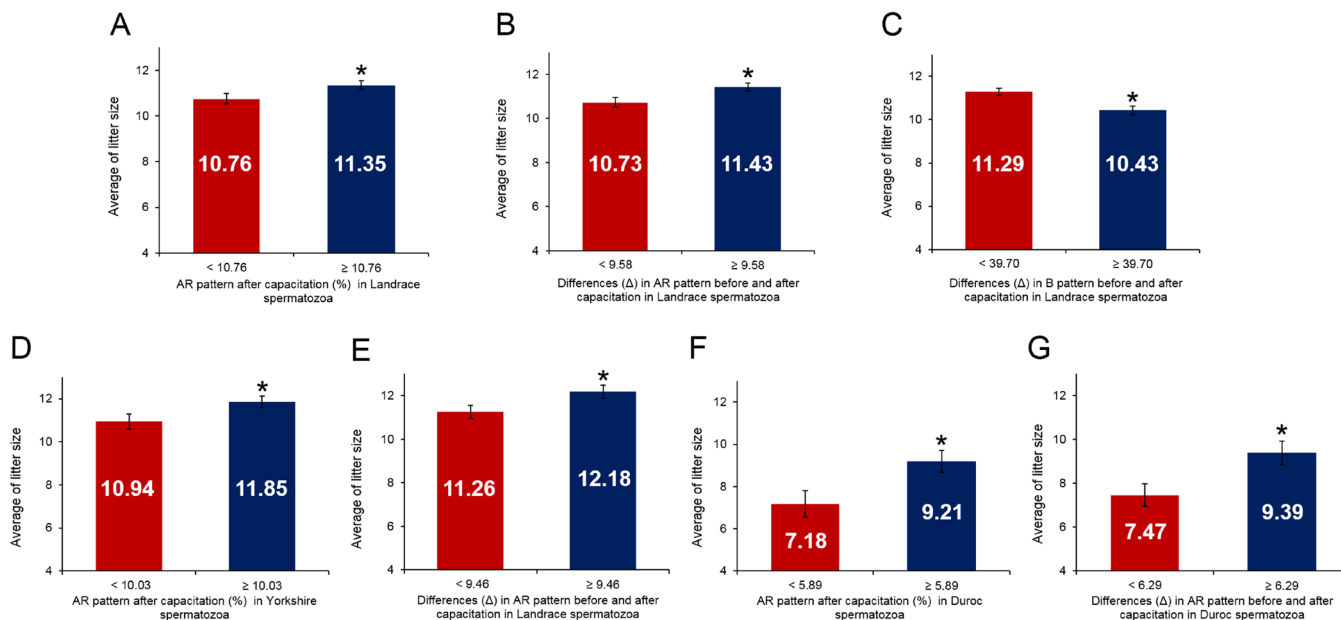 A
Average of litter size
12
10
8
6
4
*
10.76
11.35
< 10.76
≥ 10.76
AR pattern after capacitation (%) in Landrace
spermatozoa
B
Average of litter size
12
10
8
6
4
*
10.73
11.43
< 9.58
≥ 9.58
Differences (Δ) in AR pattern before and after
capacitation in Landrace spermatozoa
C
Average of litter size
12
10
8
6
4
*
11.29
10.43
< 39.70
≥ 39.70
Differences (Δ) in B pattern before and after
capacitation in Landrace spermatozoa
D
Average of litter size
12
10
8
6
4
*
10.94
11.85
< 10.03
≥ 10.03
AR pattern after capacitation (%) in Yorkshire
spermatozoa
E
Average of litter size
12
10
8
6
4
*
11.26
12.18
< 9.46
≥ 9.46
Differences (Δ) in AR pattern before and after
capacitation in Landrace spermatozoa
F
Average of litter size
12
10
8
6
4
*
7.18
9.21
< 5.89
≥ 5.89
AR pattern after capacitation (%) in Duroc
spermatozoa
G
Average of litter size
12
10
8
6
4
*
7.47
9.39
< 6.29
≥ 6.29
Differences (Δ) in AR pattern before and after
capacitation in Duroc spermatozoa